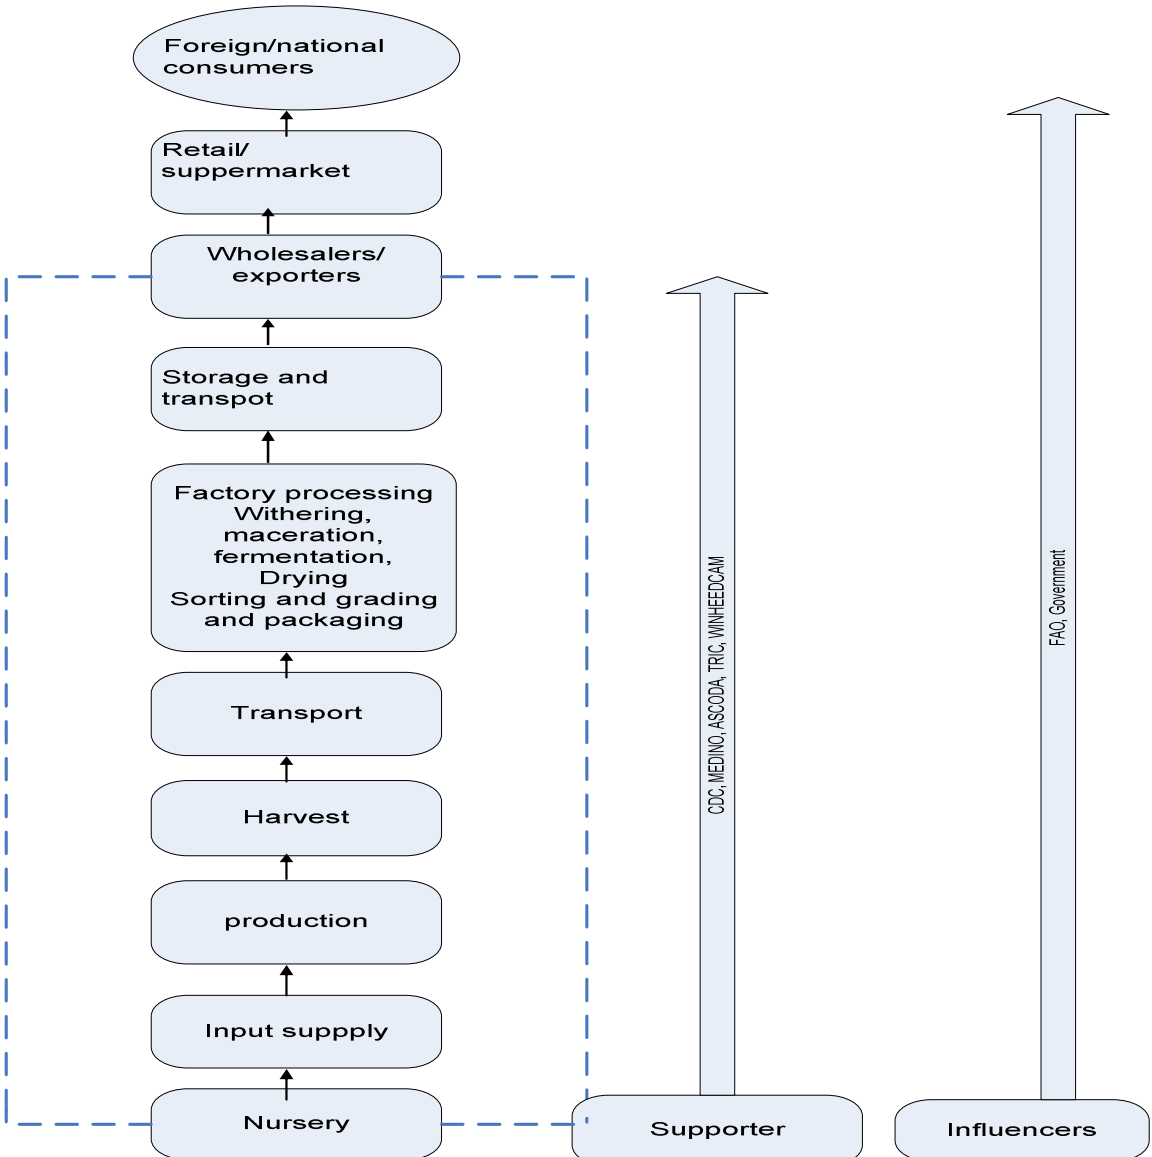 Foreign/national
consumers
Retail/
suppermarket
Wholesalers/
exporters
Storage and
transpot
Factory processing
Withering,
maceration,
fermentation,
Drying
Sorting and grading
and packaging
Transport
Harvest
production
Input suppply
Nursery
CDC, MEDINO, ASCODA, TRIC, WINHEEDCAM
Supporter
FAO, Government
Influencers